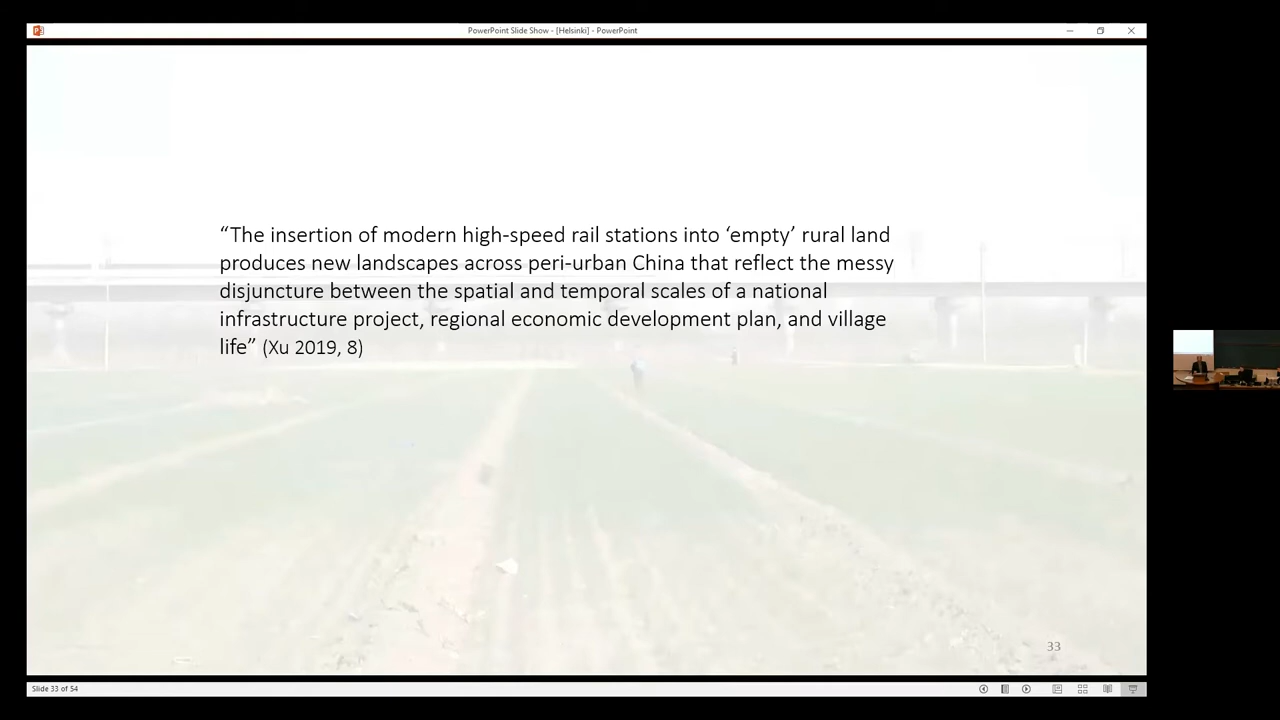 PowerPoint Slide Show - [Helsinki] - PowerPoint
“The insertion of modern high-speed rail stations into ‘empty’ rural land
produces new landscapes across peri-urban China that reflect the messy
disjuncture between the spatial and temporal scales of a national
infrastructure project, regional economic development plan, and village
life” (Xu 2019, 8)
33
Slide 33 of 54